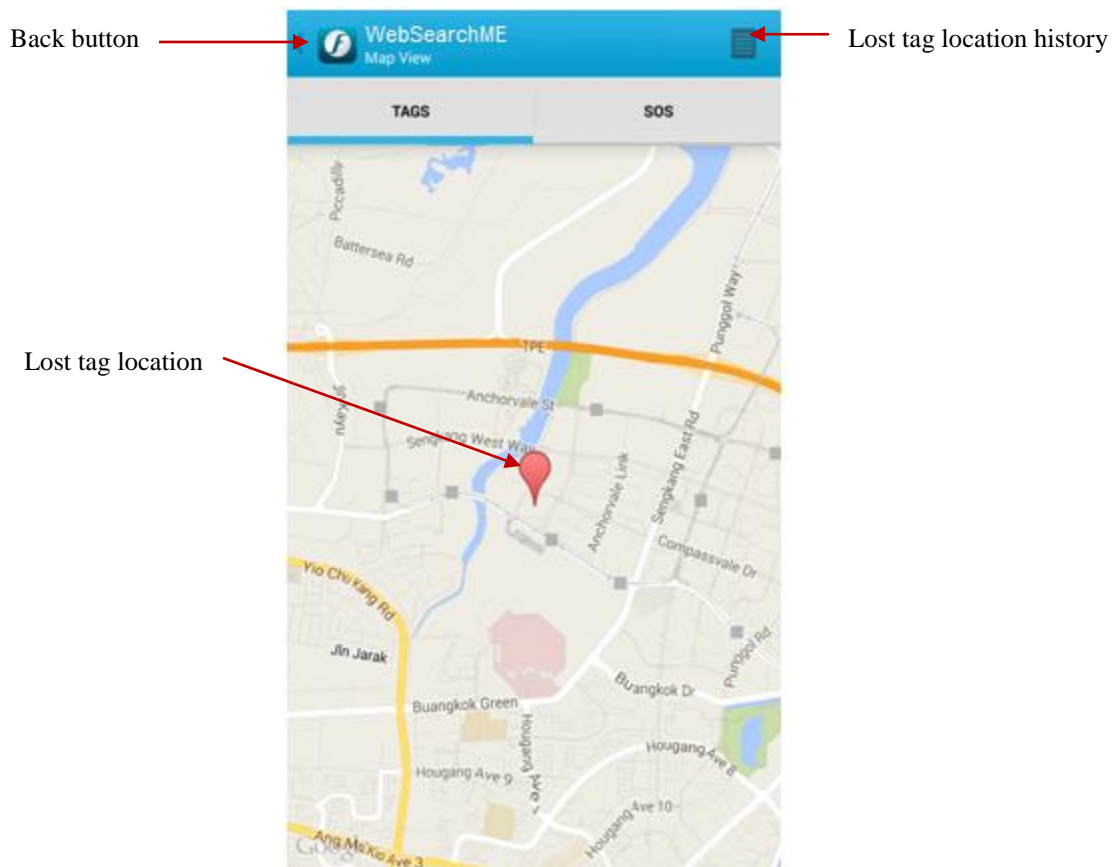 Back button
WebSearchME
Map View
Lost tag location history
TAGS
SOS
Piccadilly
Battersea Rd
Punggol Way
TPE
Lost tag location
Anchorvale St
Sengkang West Way
Sengkang East Rd
Anchorvale Link
Compassvale Dr
Yio Chu Kang Rd
Jln Jarak
Punggol Rd
Buangkok Dr
Buangkok Green
Hougang Ave
Hougang Ave 8
Hougang Ave 9
Hougang Ave 10
Ang Mo Kio Ave 3